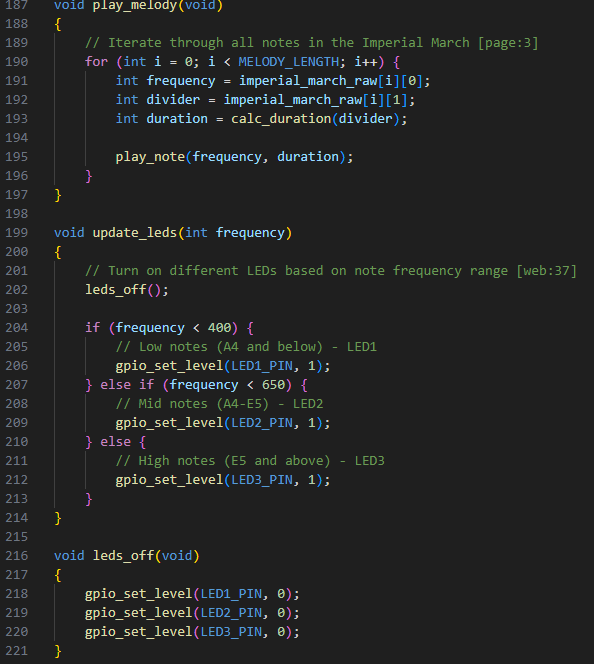 187 void play_melody(void)
188 {
189     // Iterate through all notes in the Imperial March [page:3]
190     for (int i = 0; i < MELODY_LENGTH; i++) {
191         int frequency = imperial_march_raw[i][0];
192         int divider = imperial_march_raw[i][1];
193         int duration = calc_duration(divider);
194
195         play_note(frequency, duration);
196     }
197 }
198
199 void update_leds(int frequency)
200 {
201     // Turn on different LEDs based on note frequency range [web:37]
202     leds_off();
203
204     if (frequency < 400) {
205         // Low notes (A4 and below) - LED1
206         gpio_set_level(LED1_PIN, 1);
207     } else if (frequency < 650) {
208         // Mid notes (A4-E5) - LED2
209         gpio_set_level(LED2_PIN, 1);
210     } else {
211         // High notes (E5 and above) - LED3
212         gpio_set_level(LED3_PIN, 1);
213     }
214 }
215
216 void leds_off(void)
217 {
218     gpio_set_level(LED1_PIN, 0);
219     gpio_set_level(LED2_PIN, 0);
220     gpio_set_level(LED3_PIN, 0);
221 }